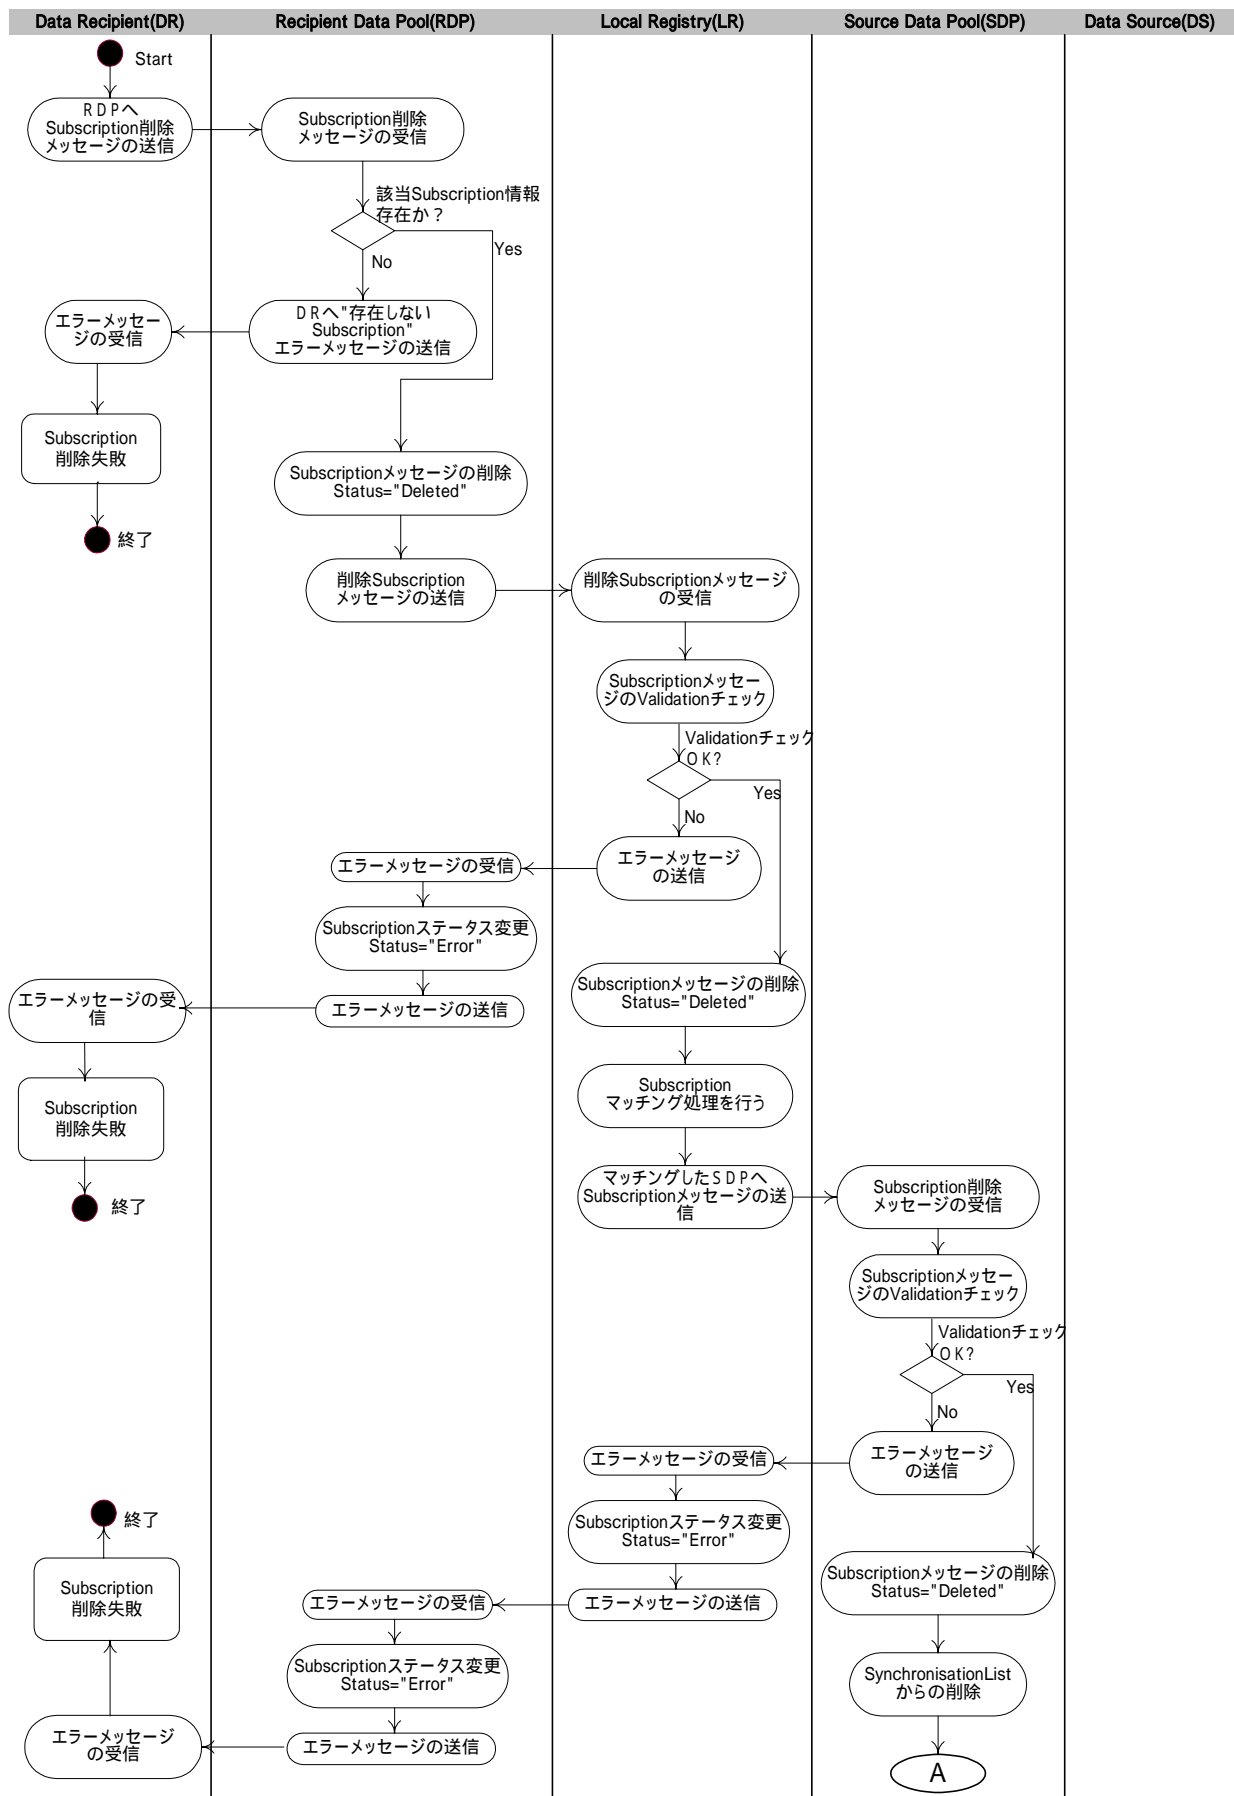 Data Recipient(DR)
Recipient Data Pool(RDP)
Local Registry(LR)
Source Data Pool(SDP)
Data Source(DS)
Start
ＲＤＰへ
Subscription削除
メッセージの送信
Subscription削除
メッセージの受信
該当Subscription情報
存在か？
Yes
No
ＤＲへ"存在しない
Subscription"
エラーメッセージの送信
エラーメッセー
ジの受信
Subscription
削除失敗
終了
Subscriptionメッセージの削除
Status="Deleted"
削除Subscription
メッセージの送信
削除Subscriptionメッセージ
の受信
Subscriptionメッセー
ジのValidationチェック
Validationチェック
ＯＫ?
Yes
No
エラーメッセージ
の送信
エラーメッセージの受信
Subscriptionステータス変更
Status="Error"
エラーメッセージの送信
エラーメッセージの受
信
Subscription
削除失敗
終了
Subscriptionメッセージの削除
Status="Deleted"
Subscription
マッチング処理を行う
マッチングしたＳＤＰへ
Subscriptionメッセージの送
信
Subscription削除
メッセージの受信
Subscriptionメッセー
ジのValidationチェック
Validationチェック
ＯＫ?
Yes
No
エラーメッセージ
の送信
エラーメッセージの受信
Subscriptionステータス変更
Status="Error"
エラーメッセージの送信
Subscriptionメッセージの削除
Status="Deleted"
SynchronisationList
からの削除
A
エラーメッセージの受信
Subscriptionステータス変更
Status="Error"
エラーメッセージの送信
エラーメッセージ
の受信
Subscription
削除失敗
終了